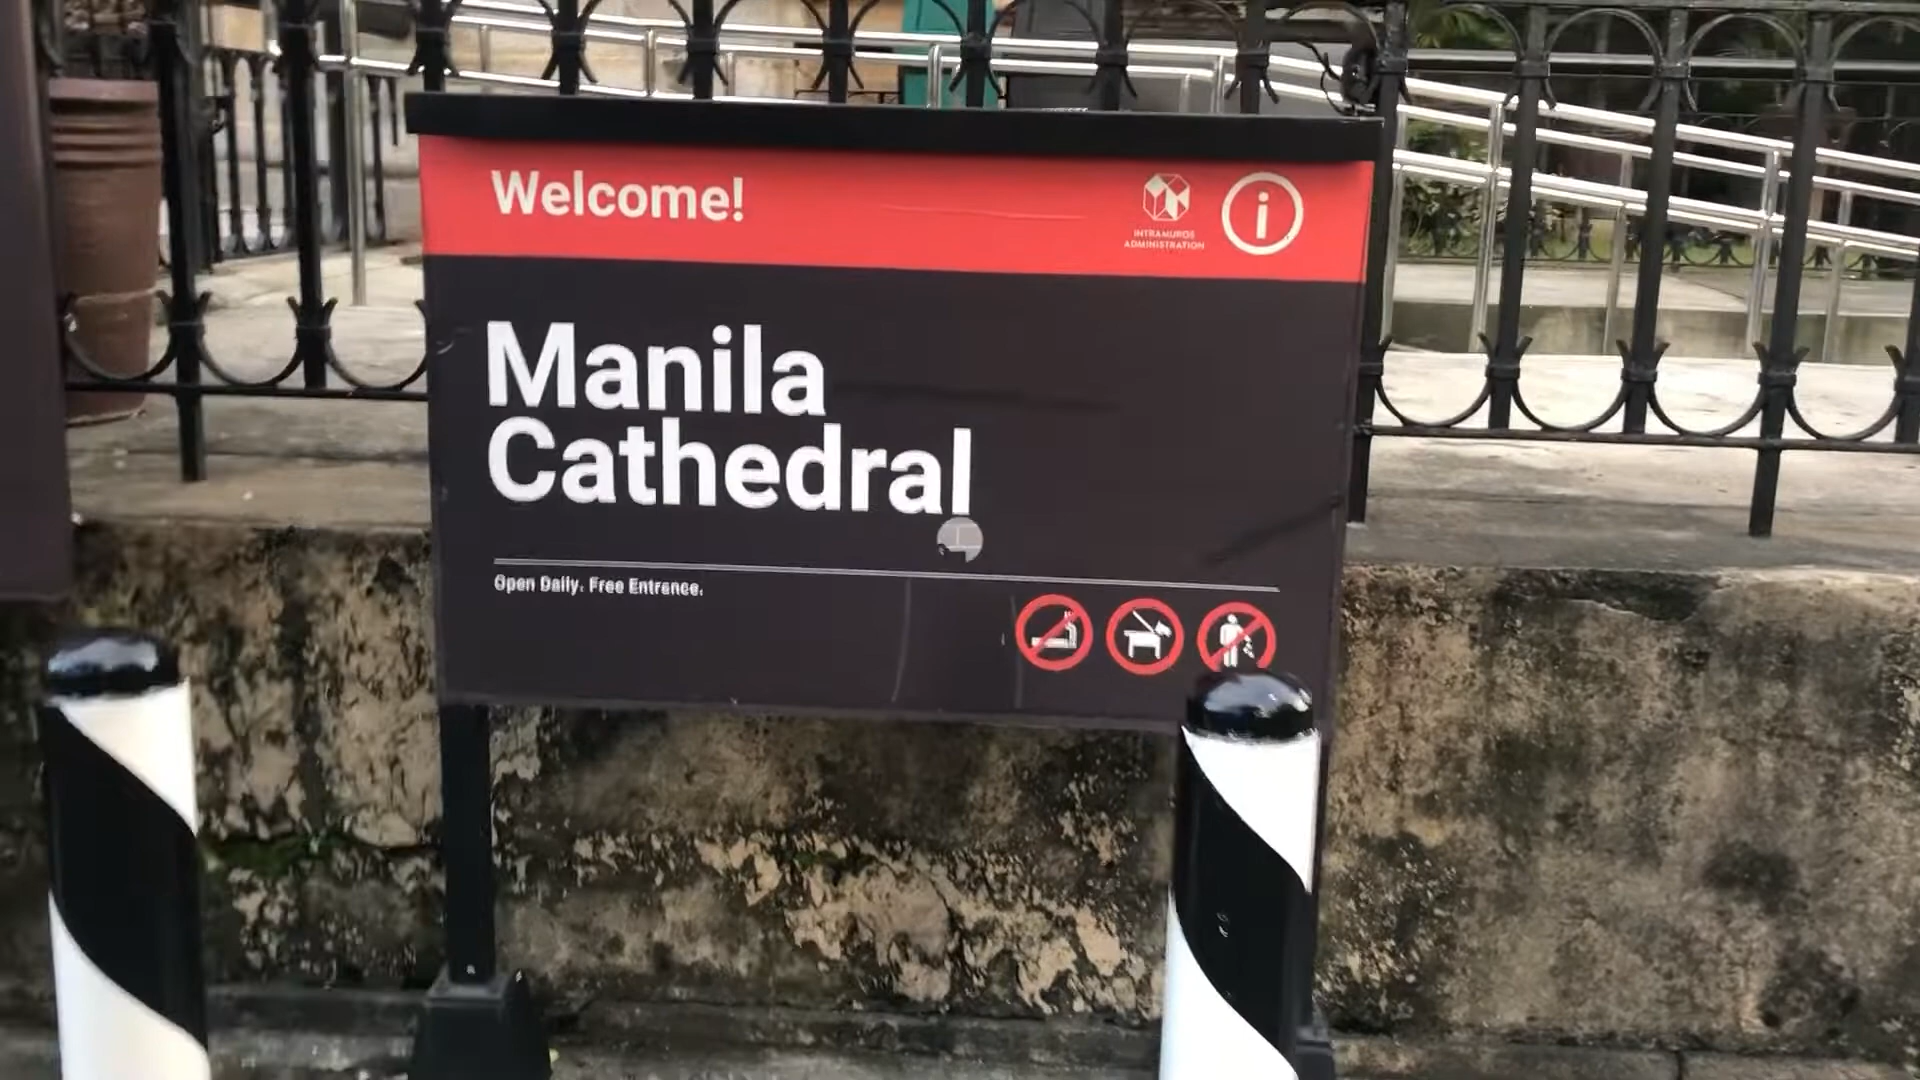 Welcome!
INTRAMUROS
ADMINISTRATION
i
Manila
Cathedral
Open Daily. Free Entrance.